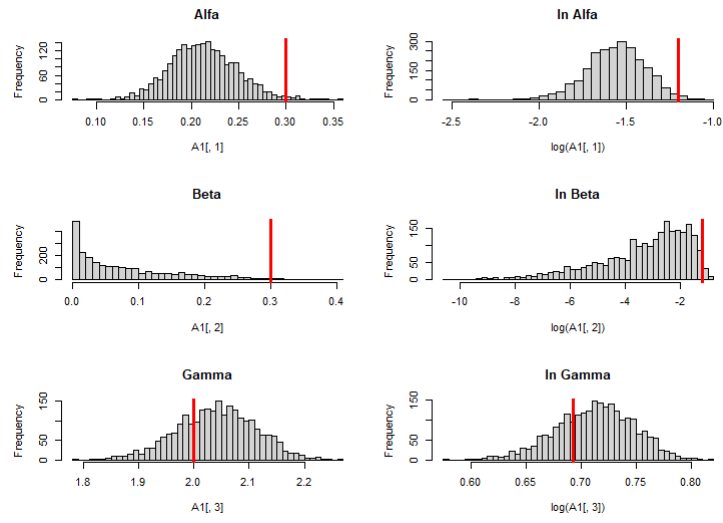 Alfa
Frequency
0 60 120
0.10 0.15 0.20 0.25 0.30 0.35
A1[, 1]
ln Alfa
Frequency
0 150 300
-2.5 -2.0 -1.5 -1.0
log(A1[, 1])
Beta
Frequency
0 200
0.0 0.1 0.2 0.3 0.4
A1[, 2]
ln Beta
Frequency
0 50 150
-10 -8 -6 -4 -2
log(A1[, 2])
Gamma
Frequency
0 50 150
1.8 1.9 2.0 2.1 2.2
A1[, 3]
ln Gamma
Frequency
0 50 150
0.60 0.65 0.70 0.75 0.80
log(A1[, 3])